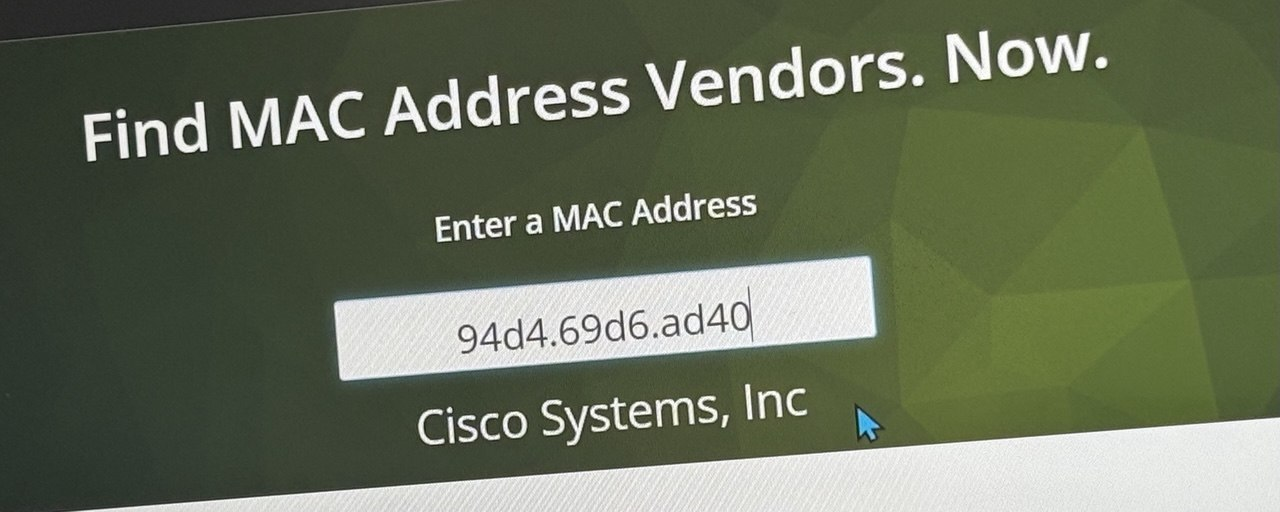 Find MAC Address Vendors. Now.
Enter a MAC Address
94d4.69d6.ad40
Cisco Systems, Inc